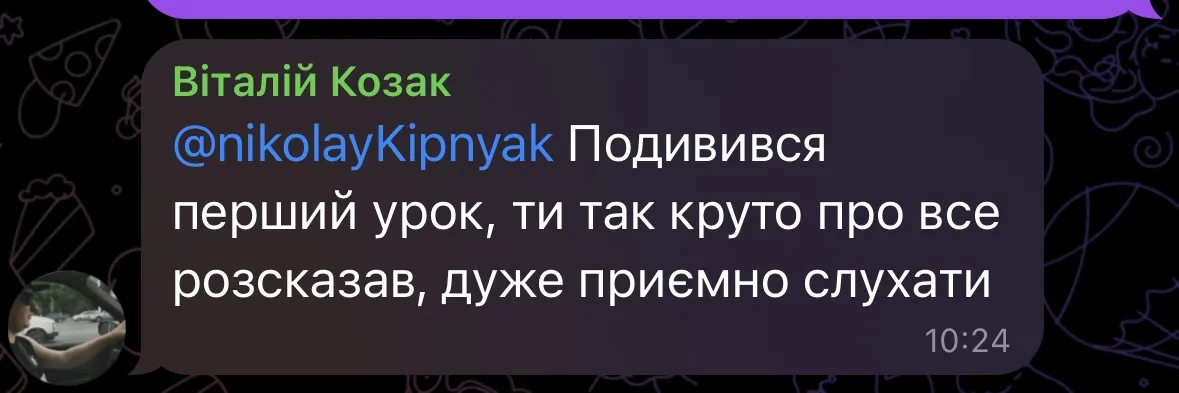 Віталій Козак
@nikolayKipnyak Подивився
перший урок, ти так круто про все
розсказав, дуже приємно слухати
10:24